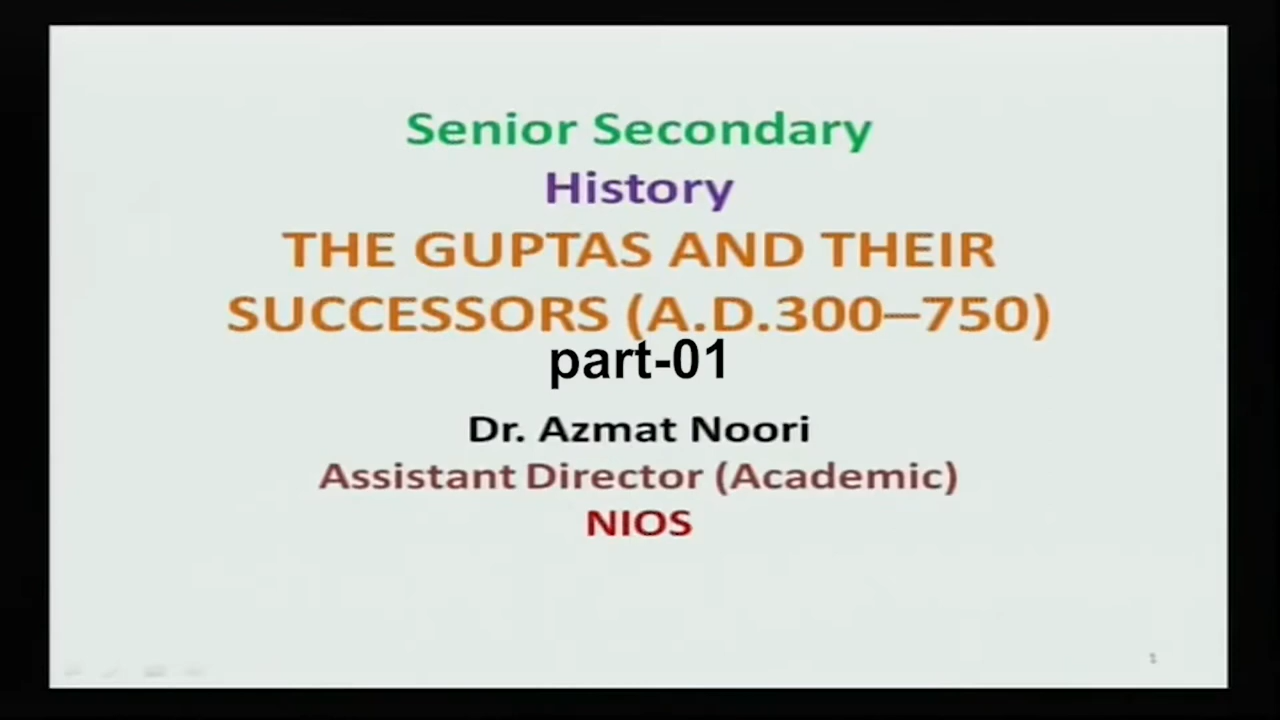 Senior Secondary
History
THE GUPTAS AND THEIR
SUCCESSORS (A.D.300–750)
part-01
Dr. Azmat Noori
Assistant Director (Academic)
NIOS
1